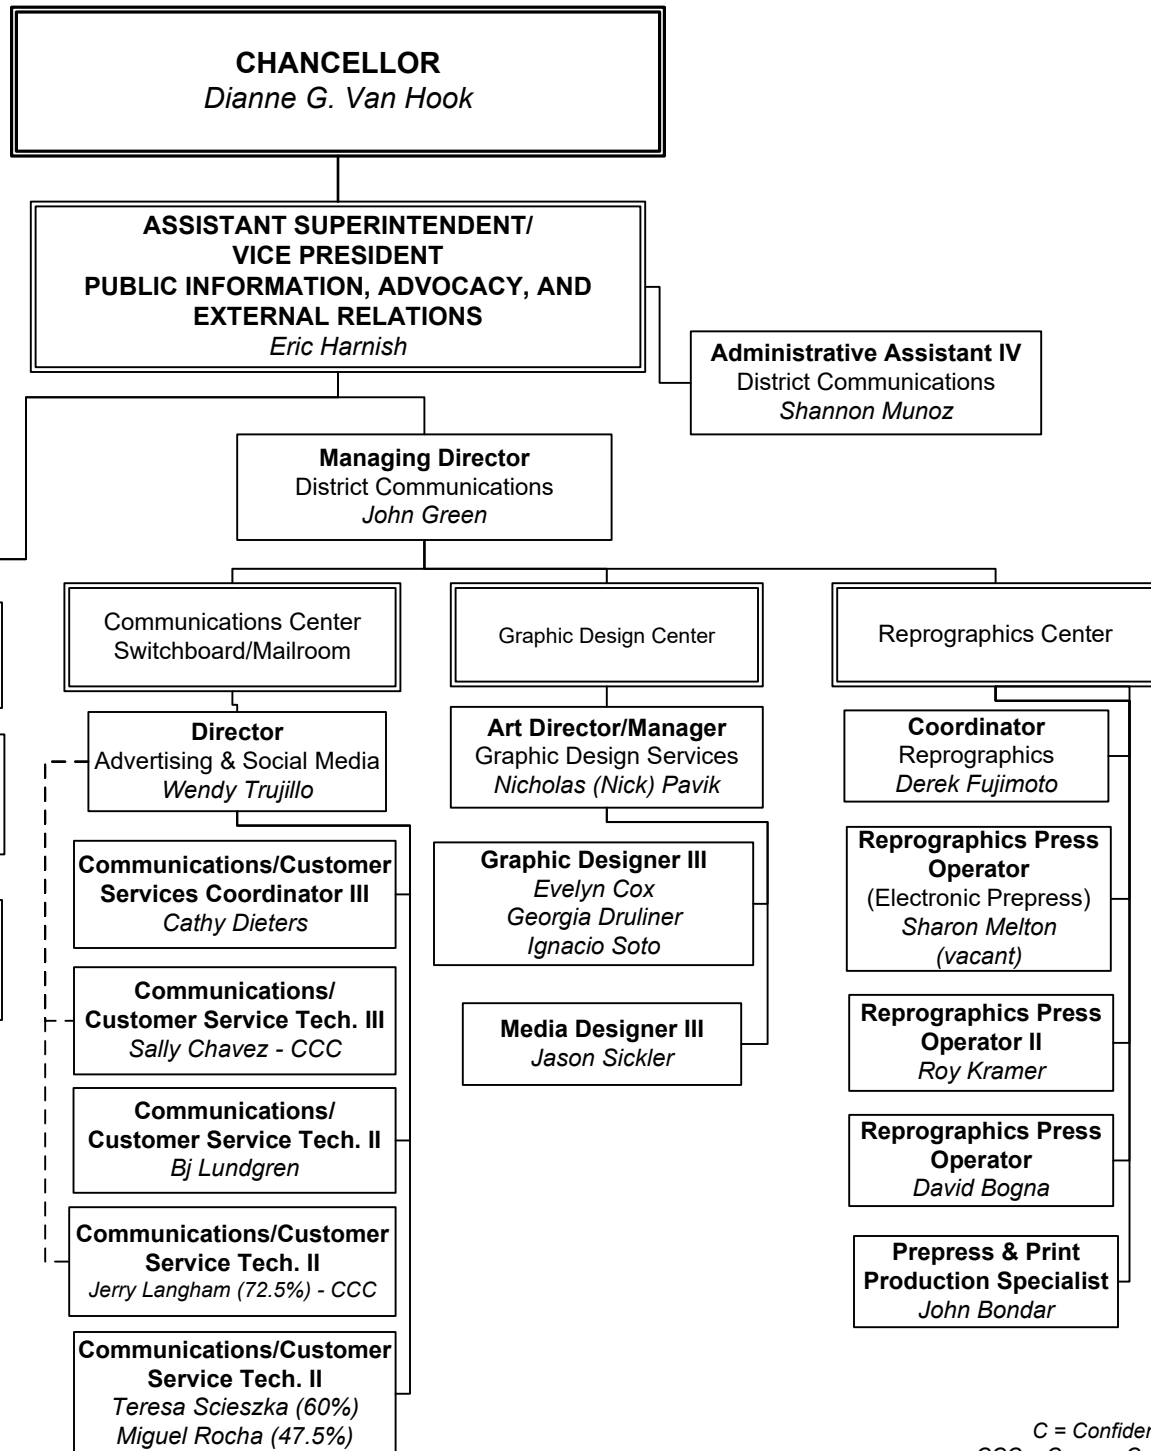 CHANCELLOR
Dianne G. Van Hook
ASSISTANT SUPERINTENDENT/
VICE PRESIDENT
PUBLIC INFORMATION, ADVOCACY, AND
EXTERNAL RELATIONS
Eric Harnish
Administrative Assistant IV
District Communications
Shannon Munoz
Managing Director
District Communications
John Green
Communications Center
Switchboard/Mailroom
Director
Advertising & Social Media
Wendy Trujillo
Communications/Customer
Services Coordinator III
Cathy Dieters
Communications/
Customer Service Tech. III
Sally Chavez - CCC
Communications/
Customer Service Tech. II
Bj Lundgren
Communications/Customer
Service Tech. II
Jerry Langham (72.5%) - CCC
Communications/Customer
Service Tech. II
Teresa Scieszka (60%)
Miguel Rocha (47.5%)
Graphic Design Center
Art Director/Manager
Graphic Design Services
Nicholas (Nick) Pavik
Graphic Designer III
Evelyn Cox
Georgia Druliner
Ignacio Soto
Media Designer III
Jason Sickler
Reprographics Center
Coordinator
Reprographics
Derek Fujimoto
Reprographics Press
Operator
(Electronic Prepress)
Sharon Melton
(vacant)
Reprographics Press
Operator II
Roy Kramer
Reprographics Press
Operator
David Bogna
Prepress & Print
Production Specialist
John Bondar
C = Confiden